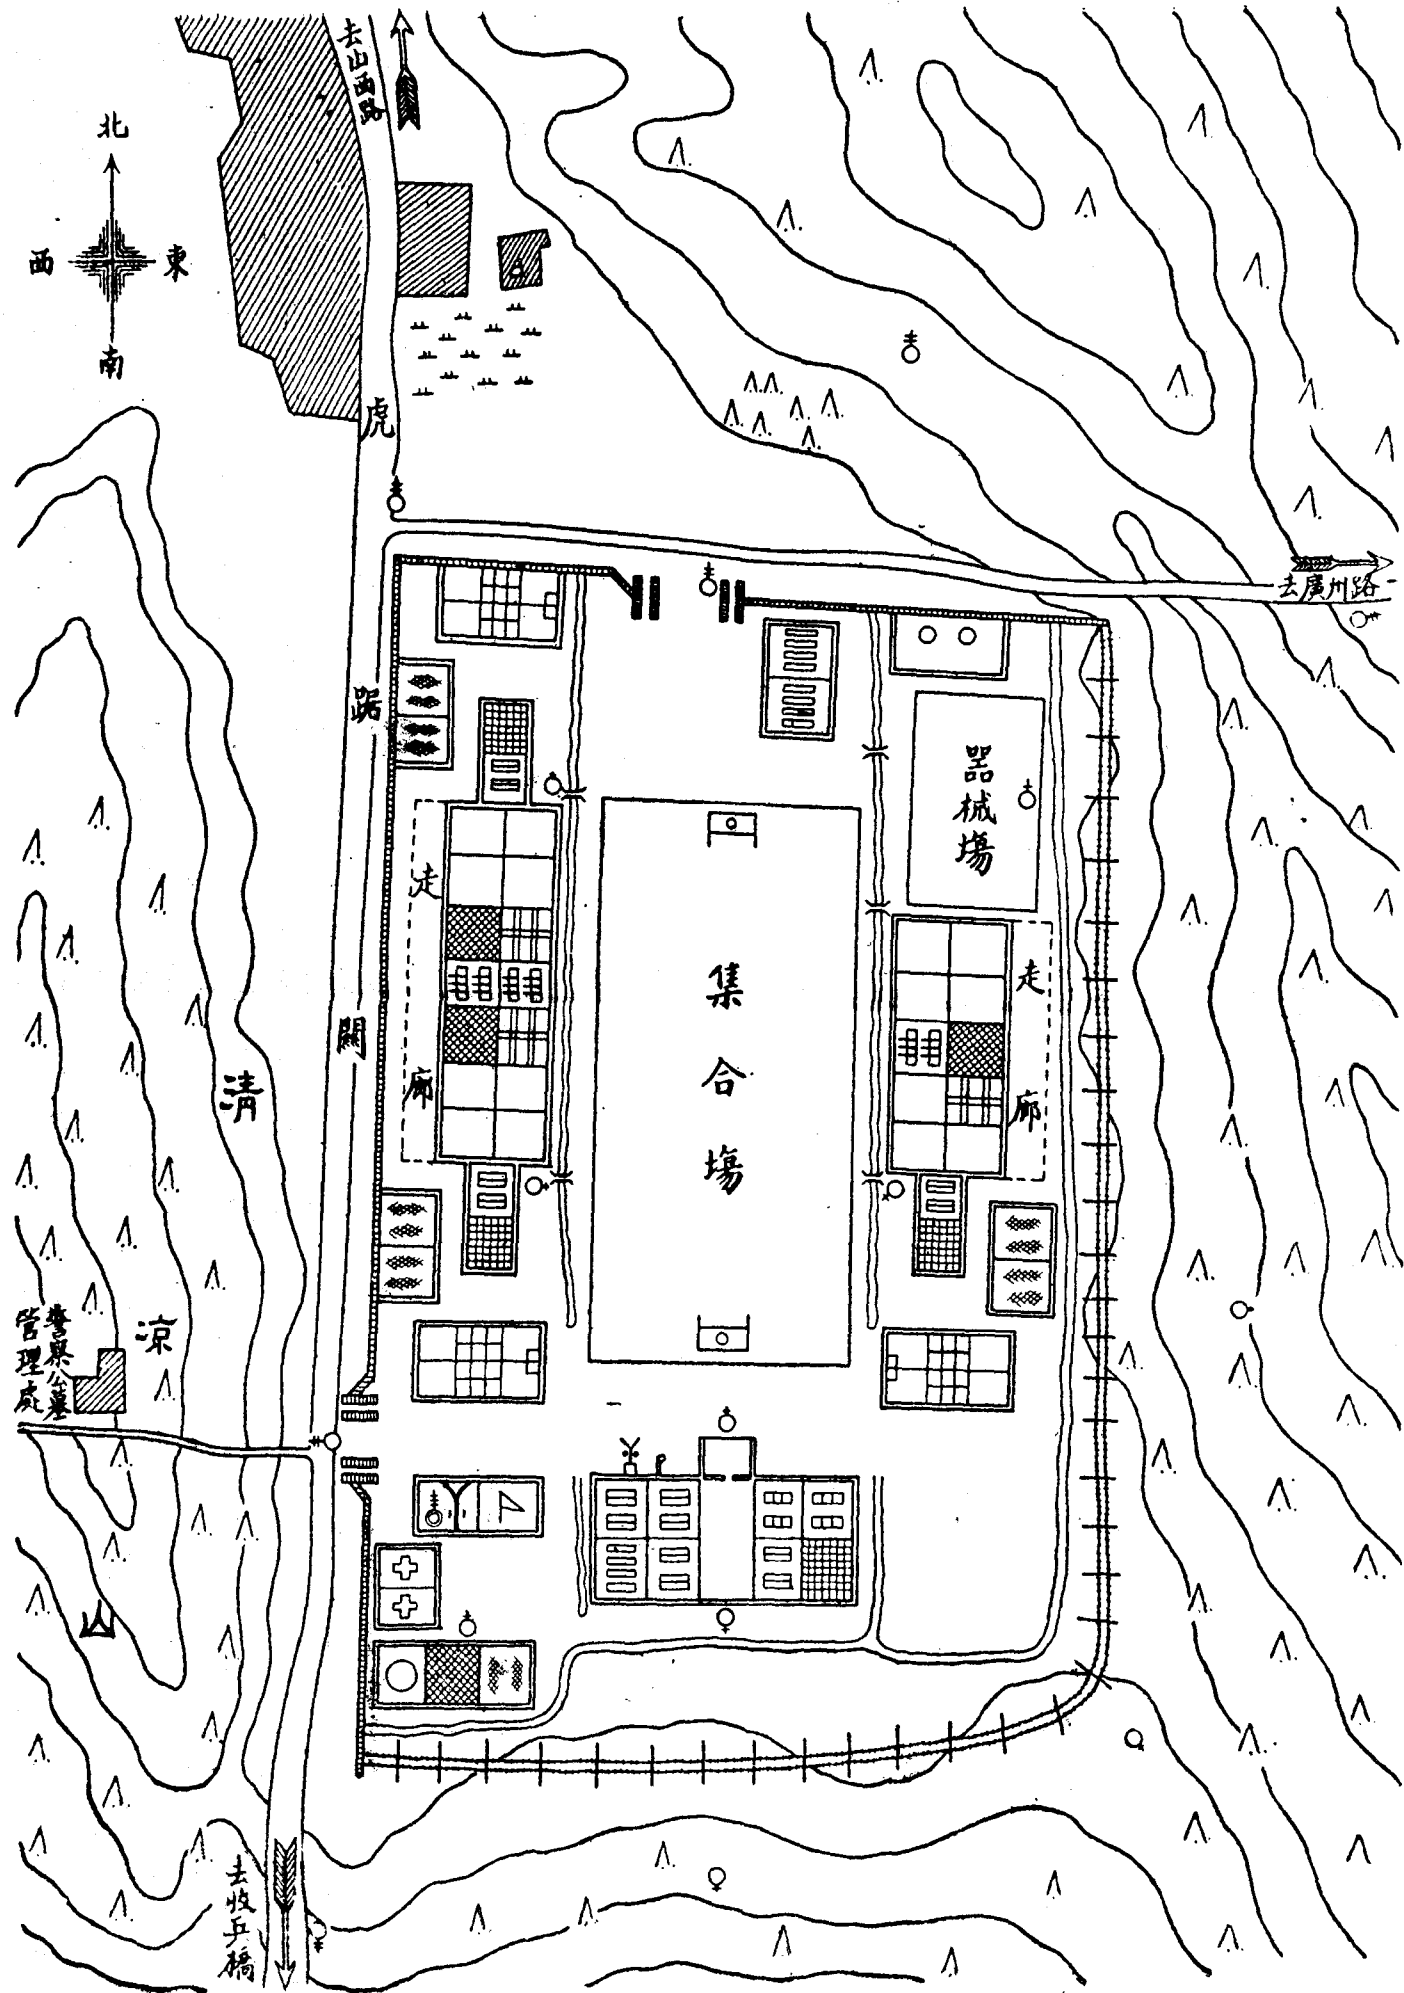 去山西路
北
西
東
南
虎
踞
關
去廣州路
器械場
走廊
集合場
走廊
清
涼
山
警察公墓
管理處
去收兵橋